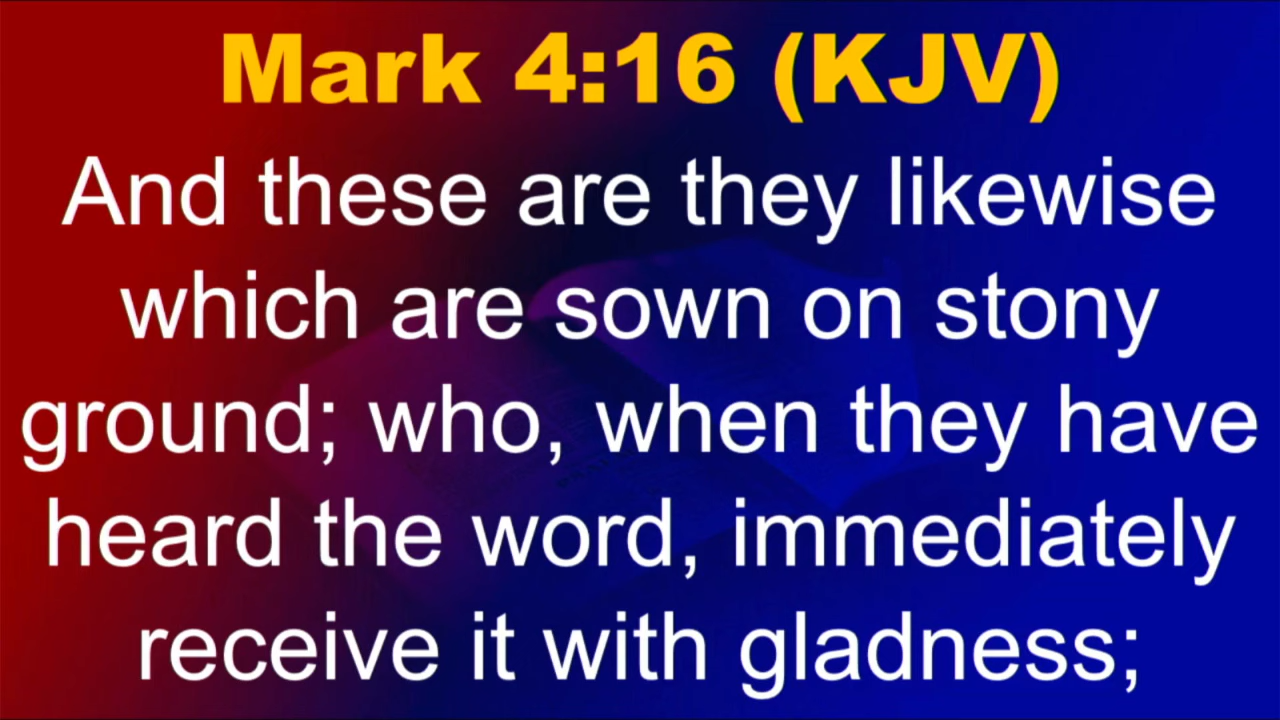 Mark 4:16 (KJV)
And these are they likewise
which are sown on stony
ground; who, when they have
heard the word, immediately
receive it with gladness;